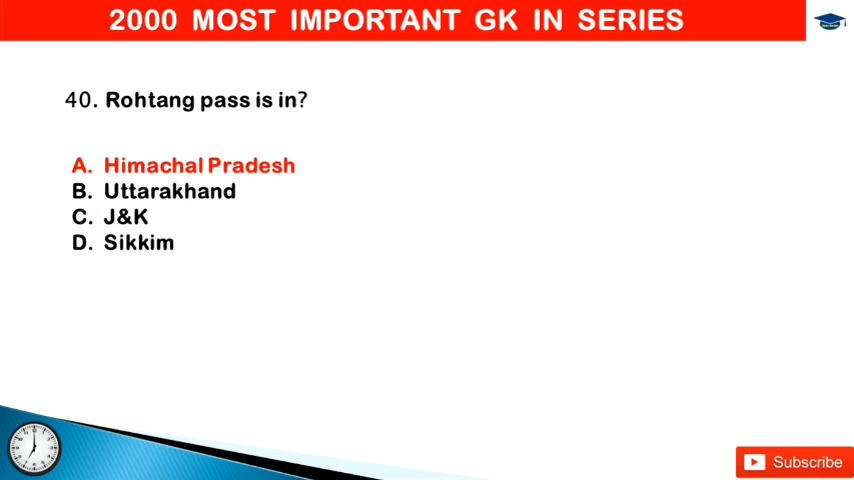 2000 MOST IMPORTANT GK IN SERIES
40. Rohtang pass is in?
A. Himachal Pradesh
B. Uttarakhand
C. J&K
D. Sikkim
Subscribe